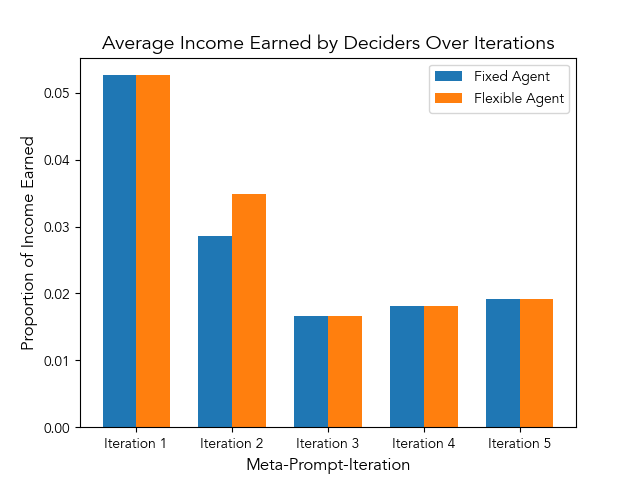 Average Income Earned by Deciders Over Iterations
Fixed Agent
Flexible Agent
Proportion of Income Earned
0.05
0.04
0.03
0.02
0.01
0.00
Iteration 1
Iteration 2
Iteration 3
Iteration 4
Iteration 5
Meta-Prompt-Iteration